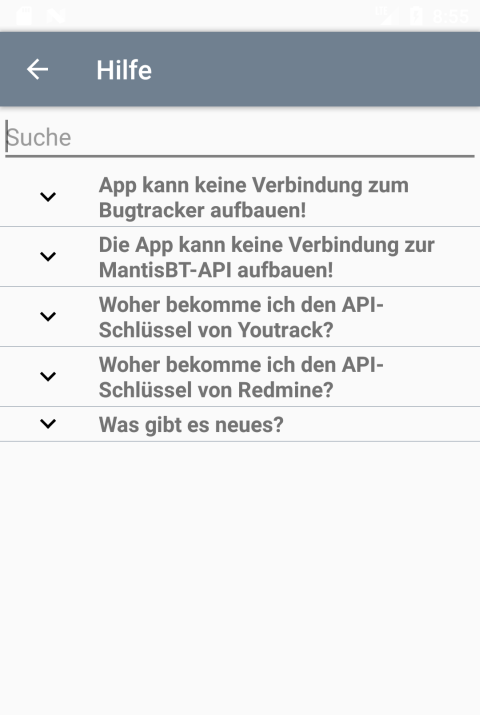 8:55
Hilfe
Suche
App kann keine Verbindung zum
Bugtracker aufbauen!
Die App kann keine Verbindung zur
MantisBT-API aufbauen!
Woher bekomme ich den API-
Schlüssel von Youtrack?
Woher bekomme ich den API-
Schlüssel von Redmine?
Was gibt es neues?